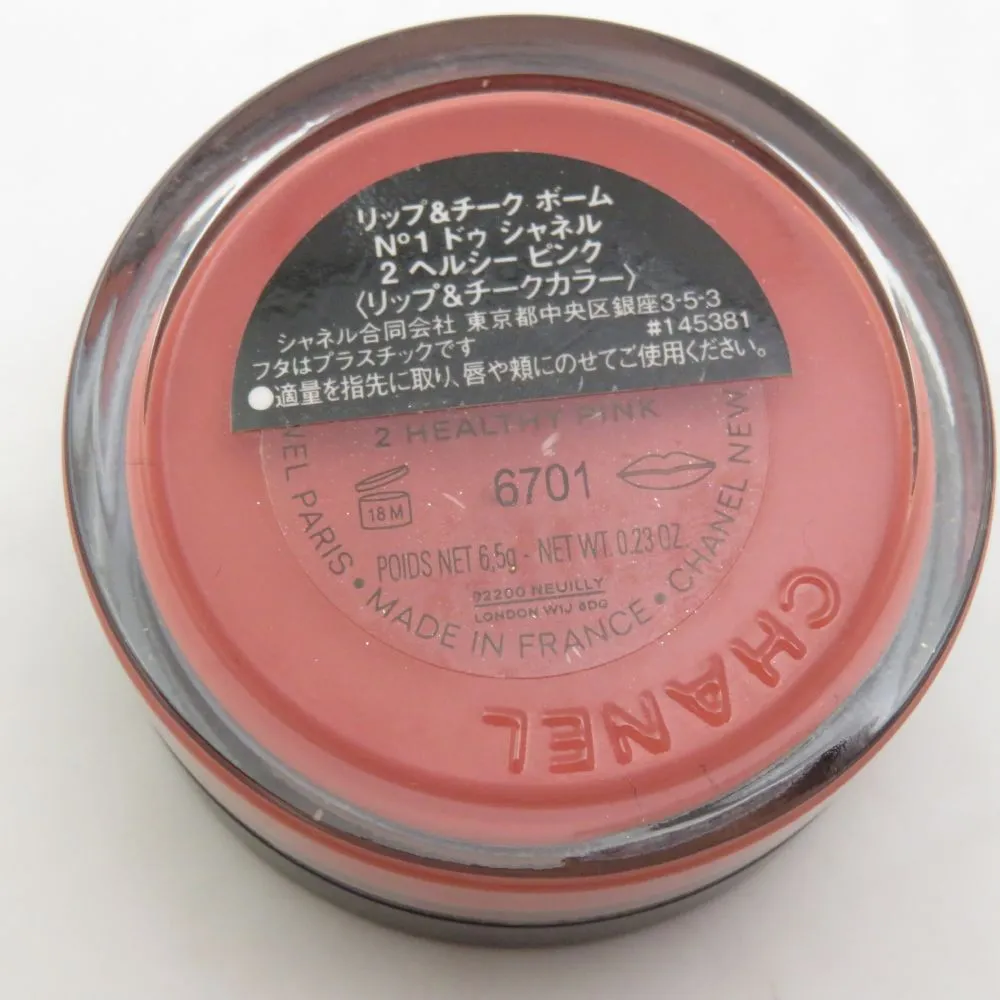 リップ&チーク ボーム
N°1 ドゥ シャネル
2 ヘルシー ピンク
〈リップ&チークカラー〉
シャネル合同会社 東京都中央区銀座3-5-3
フタはプラスチックです #145381
●適量を指先に取り、唇や頬にのせてご使用ください。
2 HEALTHY PINK
18 M
6701
POIDS NET 6,5g - NET WT. 0.23 OZ.
92200 NEUILLY
LONDON W1J 6DG
PARIS • MADE IN FRANCE • CHANEL NEW
CHANEL